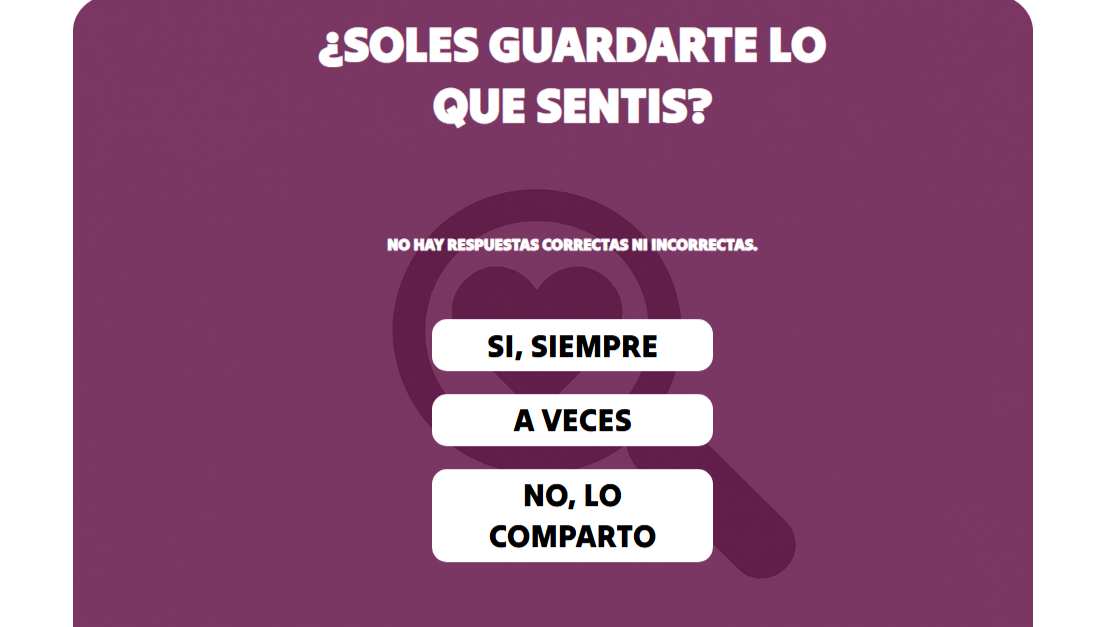 ¿SOLES GUARDARTE LO
QUE SENTIS?
NO HAY RESPUESTAS CORRECTAS NI INCORRECTAS.
SI, SIEMPRE
A VECES
NO, LO
COMPARTO